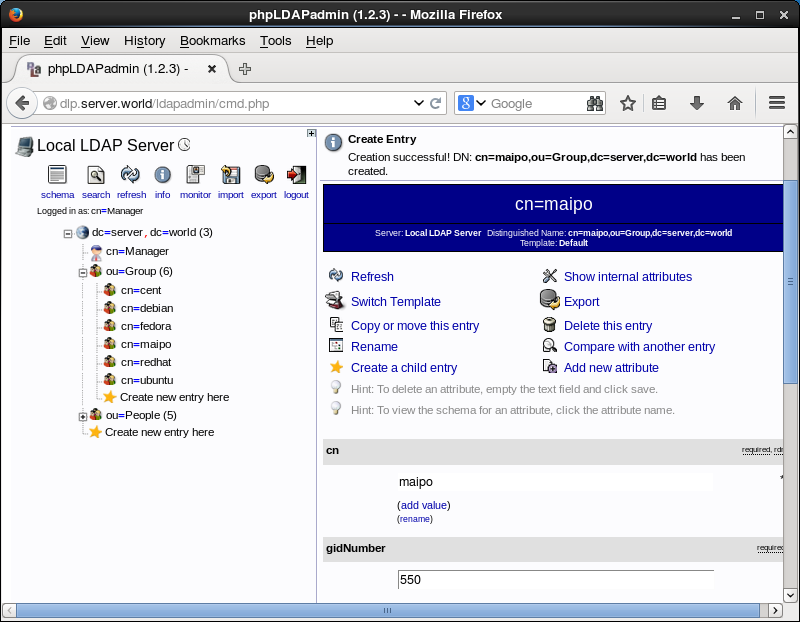 phpLDAPadmin (1.2.3) - - Mozilla Firefox
File Edit View History Bookmarks Tools Help
phpLDAPadmin (1.2.3) -
dlp.server.world/ldapadmin/cmd.php
Google
Local LDAP Server
schema search refresh info monitor import export logout
Logged in as: cn=Manager
dc=server, dc=world (3)
cn=Manager
ou=Group (6)
cn=cent
cn=debian
cn=fedora
cn=maipo
cn=redhat
cn=ubuntu
Create new entry here
ou=People (5)
Create new entry here
Create Entry
Creation successful! DN: cn=maipo,ou=Group,dc=server,dc=world has been
created.
cn=maipo
Server: Local LDAP Server Distinguished Name: cn=maipo,ou=Group,dc=server,dc=world
Template: Default
Refresh Show internal attributes
Switch Template Export
Copy or move this entry Delete this entry
Rename Compare with another entry
Create a child entry Add new attribute
Hint: To delete an attribute, empty the text field and click save.
Hint: To view the schema for an attribute, click the attribute name.
cn required,
maipo *
(add value)
(rename)
gidNumber required
550